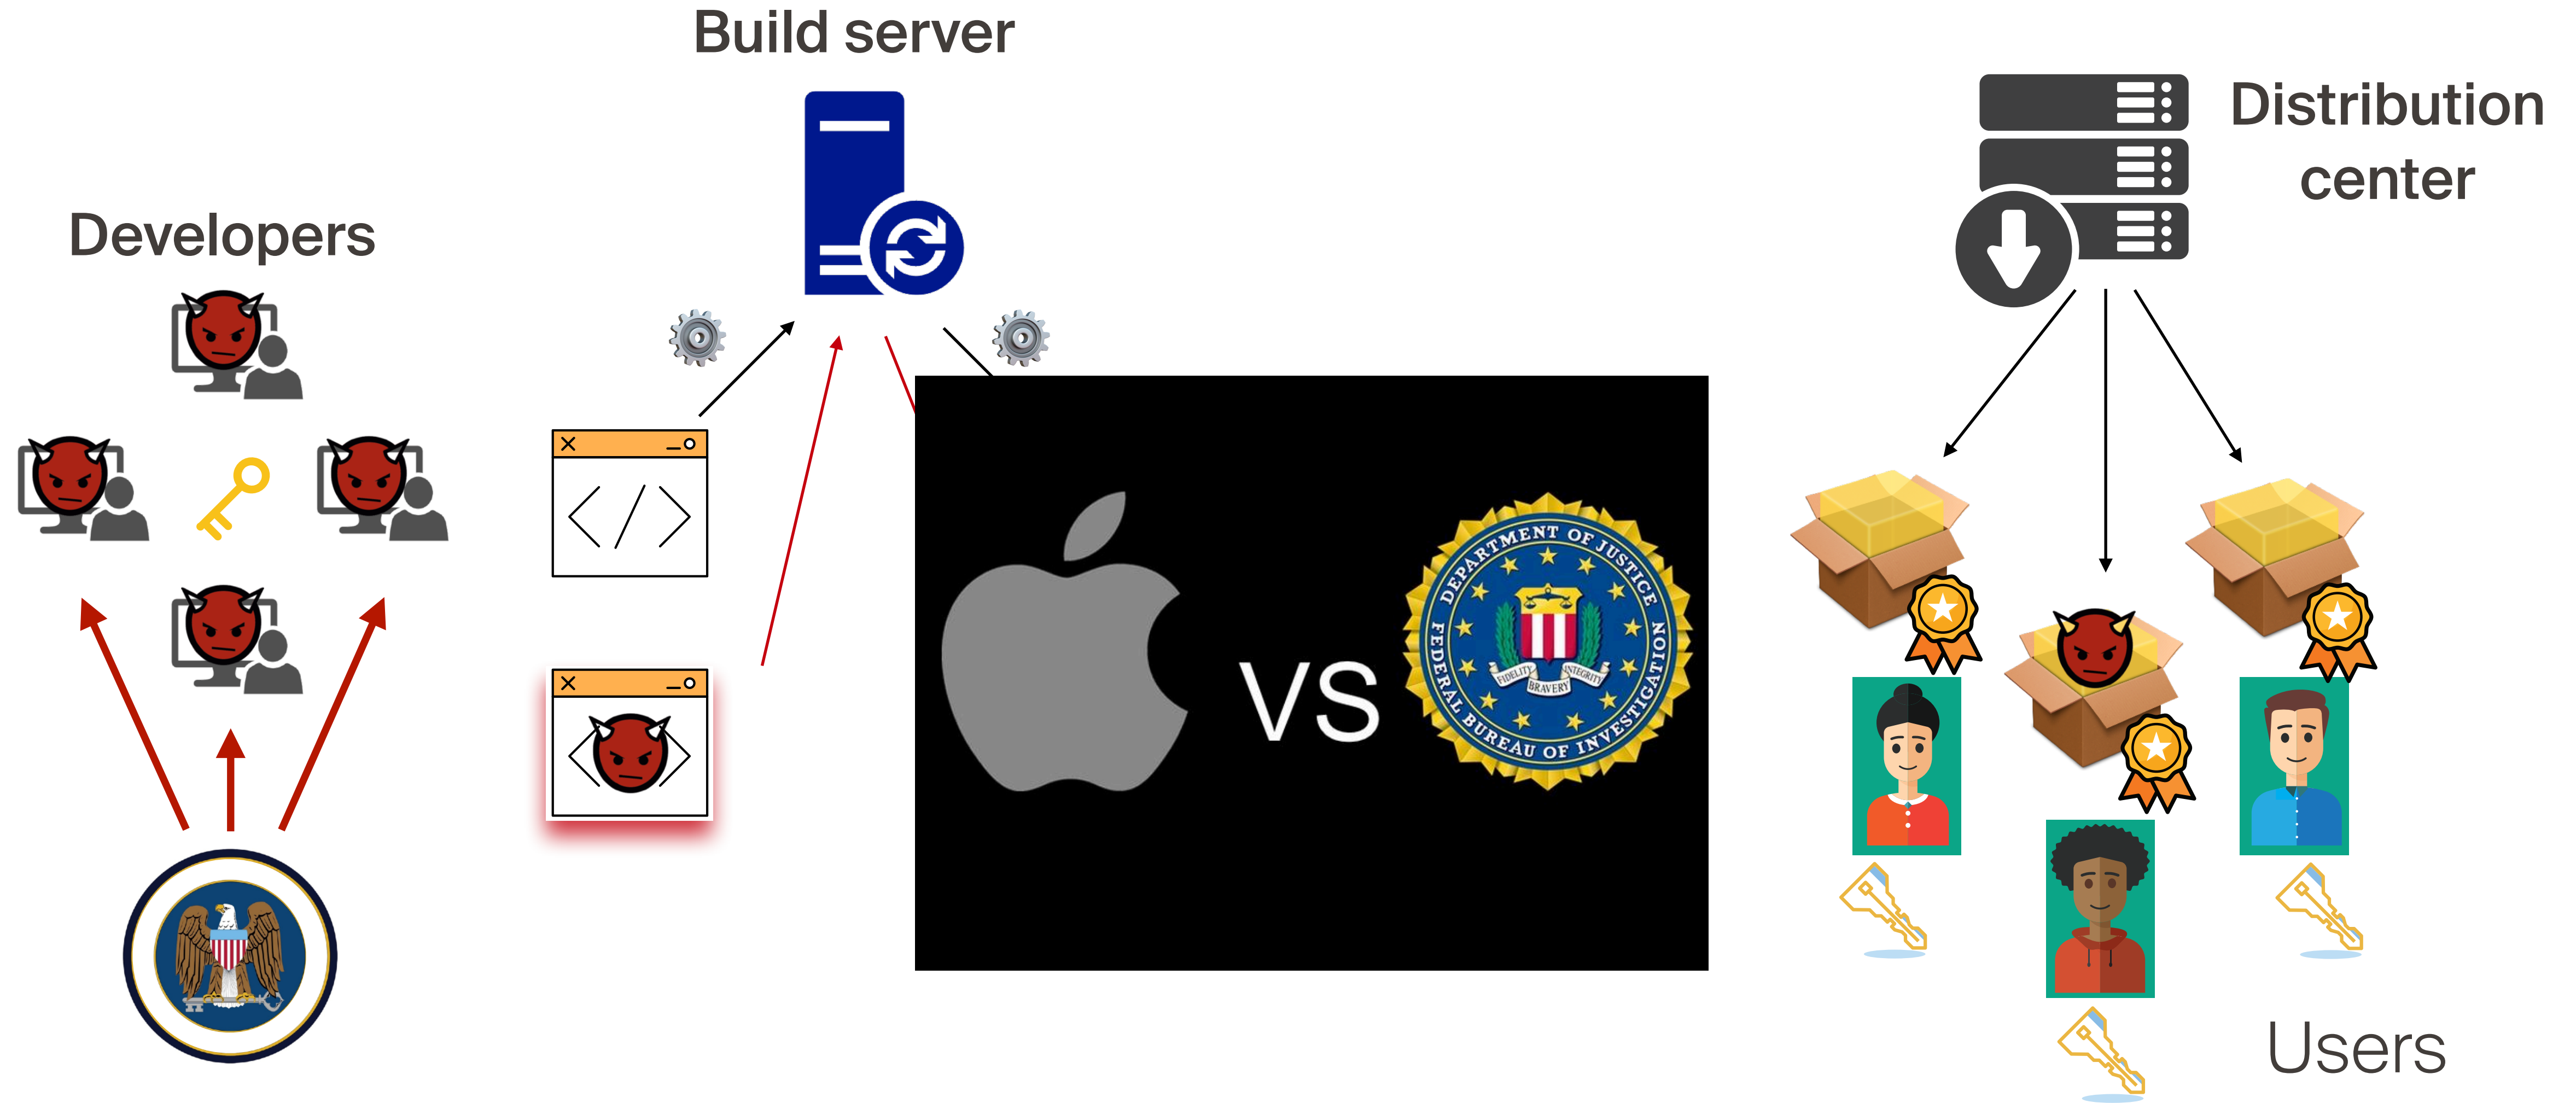 Build server
Distribution
center
Developers
</>
VS
DEPARTMENT OF JUSTICE
FEDERAL BUREAU OF INVESTIGATION
FIDELITY
BRAVERY
INTEGRITY
Users